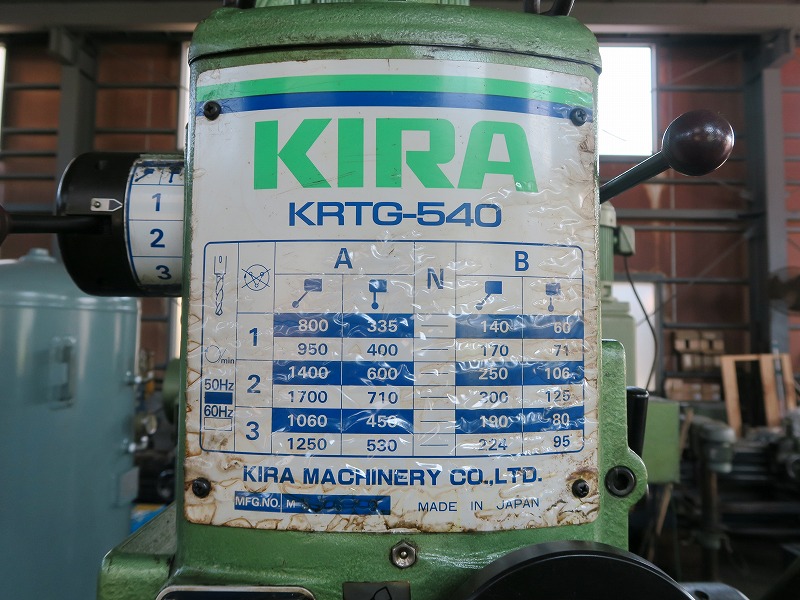 KIRA
KRTG-540
A N B
1 800 335 140 60
950 400 170 71
2 1400 600 250 106
1700 710 300 125
3 1060 450 190 80
1250 530 224 95
min
50Hz
60Hz
KIRA MACHINERY CO.,LTD.
MFG.NO. M
MADE IN JAPAN
1
2
3